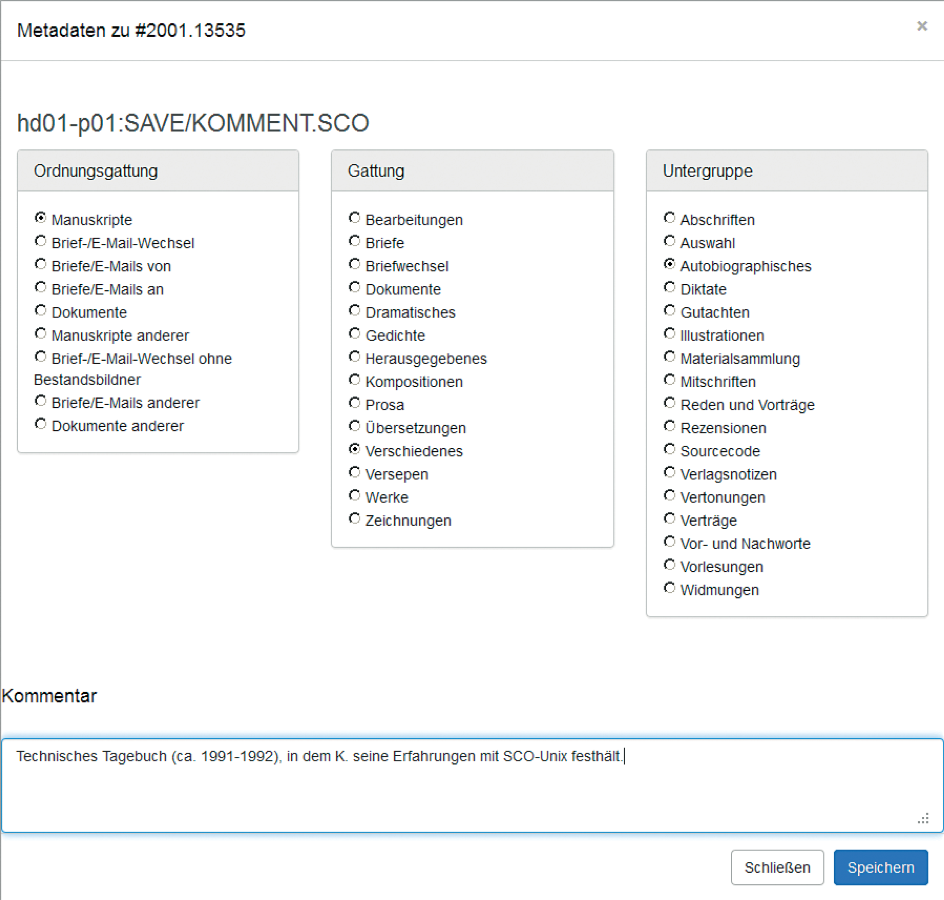 Metadaten zu #2001.13535
×
hd01-p01:SAVE/KOMMENT.SCO
Ordnungsgattung
Manuskripte
Brief-/E-Mail-Wechsel
Briefe/E-Mails von
Briefe/E-Mails an
Dokumente
Manuskripte anderer
Brief-/E-Mail-Wechsel ohne
Bestandsbildner
Briefe/E-Mails anderer
Dokumente anderer
Gattung
Bearbeitungen
Briefe
Briefwechsel
Dokumente
Dramatisches
Gedichte
Herausgegebenes
Kompositionen
Prosa
Übersetzungen
Verschiedenes
Versepen
Werke
Zeichnungen
Untergruppe
Abschriften
Auswahl
Autobiographisches
Diktate
Gutachten
Illustrationen
Materialsammlung
Mitschriften
Reden und Vorträge
Rezensionen
Sourcecode
Verlagsnotizen
Vertonungen
Verträge
Vor- und Nachworte
Vorlesungen
Widmungen
Kommentar
Technisches Tagebuch (ca. 1991-1992), in dem K. seine Erfahrungen mit SCO-Unix festhält.
Schließen
Speichern